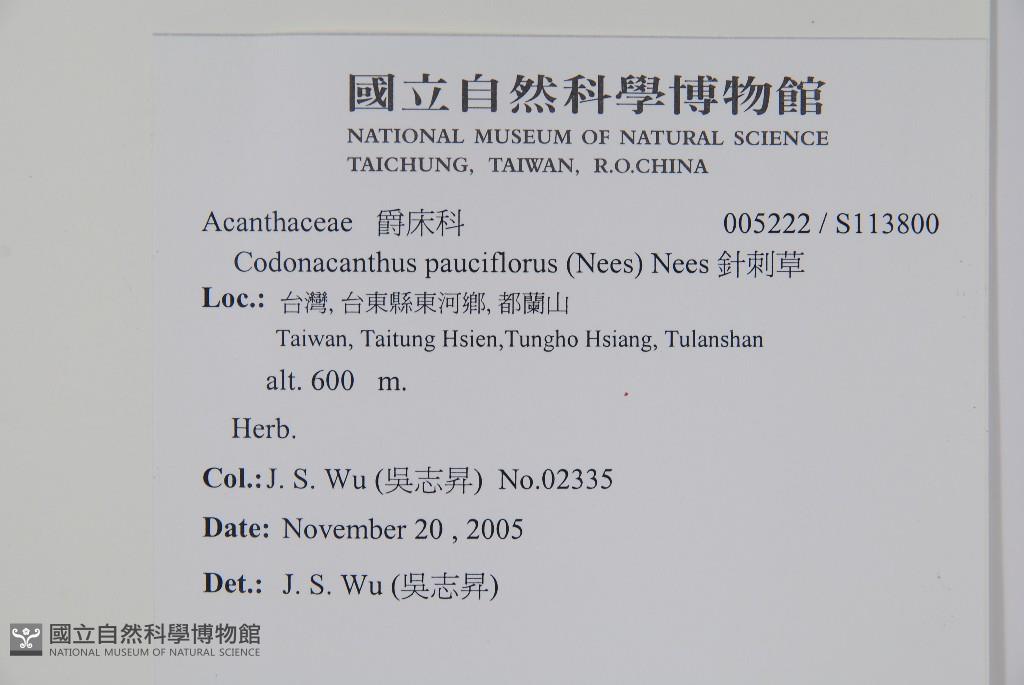 國立自然科學博物館
NATIONAL MUSEUM OF NATURAL SCIENCE
TAICHUNG, TAIWAN, R.O.CHINA
Acanthaceae 爵床科 005222 / S113800
Codonacanthus pauciflorus (Nees) Nees 針刺草
Loc.: 台灣, 台東縣東河鄉, 都蘭山
Taiwan, Taitung Hsien,Tungho Hsiang, Tulanshan
alt. 600 m.
Herb.
Col.: J. S. Wu (吳志昇) No.02335
Date: November 20 , 2005
Det.: J. S. Wu (吳志昇)
國立自然科學博物館
NATIONAL MUSEUM OF NATURAL SCIENCE